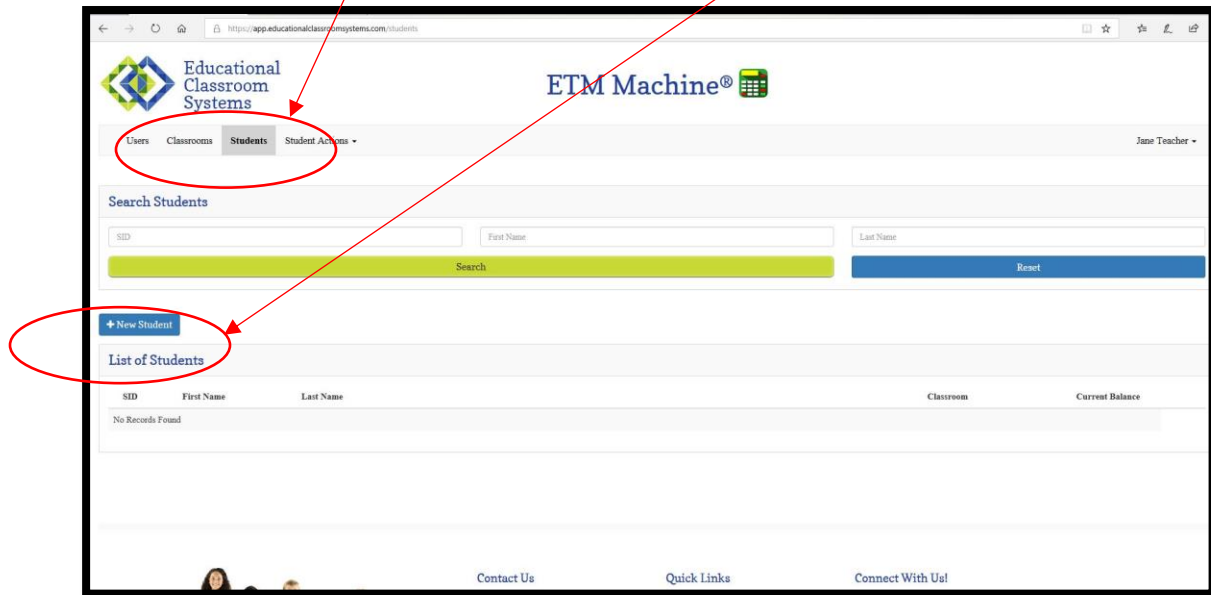 https://app.educationalclassroomsystems.com/students
Educational
Classroom
Systems
ETM Machine®
Users Classrooms Students Student Actions
Jane Teacher
Search Students
SID First Name Last Name
Search Reset
+ New Student
List of Students
SID First Name Last Name Classroom Current Balance
No Records Found
Contact Us Quick Links Connect With Us!